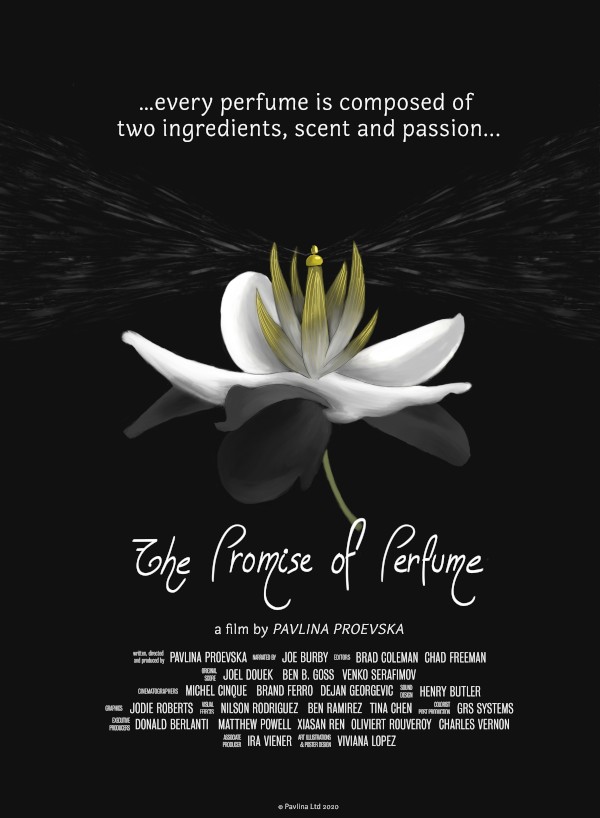 ...every perfume is composed of
two ingredients, scent and passion...
The Promise of Perfume
a film by PAVLINA PROEVSKA
written, directed and produced by PAVLINA PROEVSKA NARRATED BY JOE BURBY EDITORS BRAD COLEMAN CHAD FREEMAN
ORIGINAL SCORE JOEL DOUEK BEN B. GOSS VENKO SERAFIMOV
CINEMATOGRAPHERS MICHEL CINQUE BRAND FERRO DEJAN GEORGEVIC SOUND DESIGN HENRY BUTLER
GRAPHICS JODIE ROBERTS VISUAL EFFECTS NILSON RODRIGUEZ BEN RAMIREZ TINA CHEN COLORIST POST PRODUCTION GRS SYSTEMS
EXECUTIVE PRODUCERS DONALD BERLANTI MATTHEW POWELL XIASAN REN OLIVIERT ROUVEROY CHARLES VERNON
ASSOCIATE PRODUCER IRA VIENER ART ILLUSTRATIONS & POSTER DESIGN VIVIANA LOPEZ
© Pavlina Ltd 2020